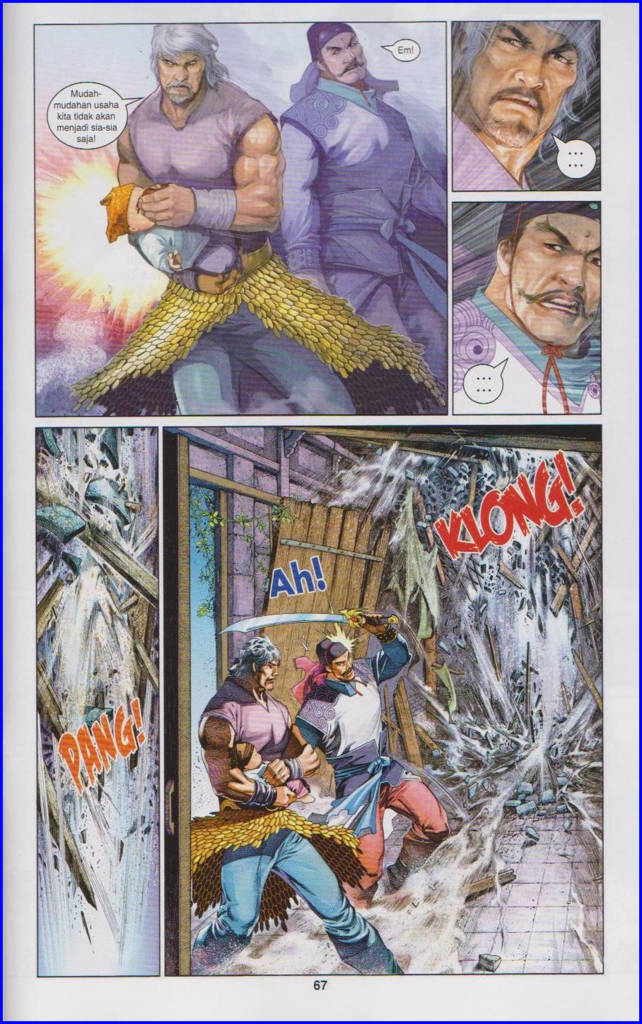 Mudah-
mudahan usaha
kita tidak akan
menjadi sia-sia
saja!
Em!
...
...
...
...
PANG!
Ah!
KLONG!
67